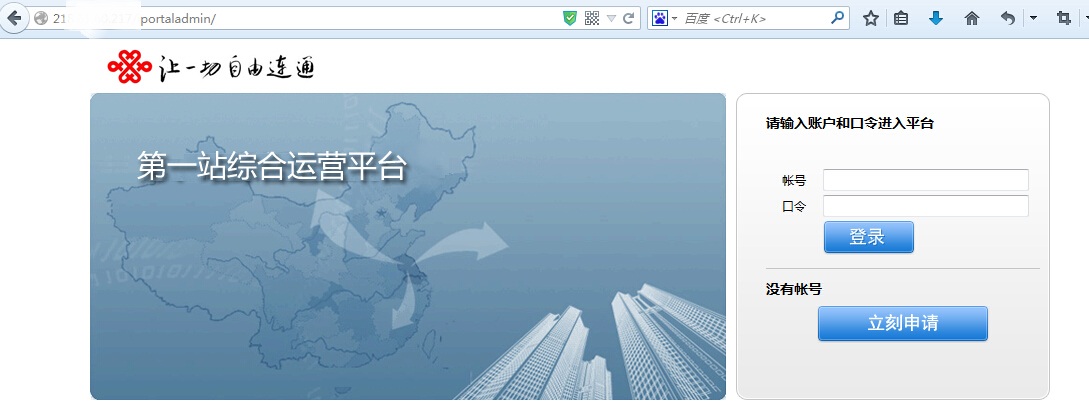 portaladmin/
百度 <Ctrl+K>
让一切自由连通
第一站综合运营平台
请输入账户和口令进入平台
帐号
口令
登录
没有帐号
立刻申请